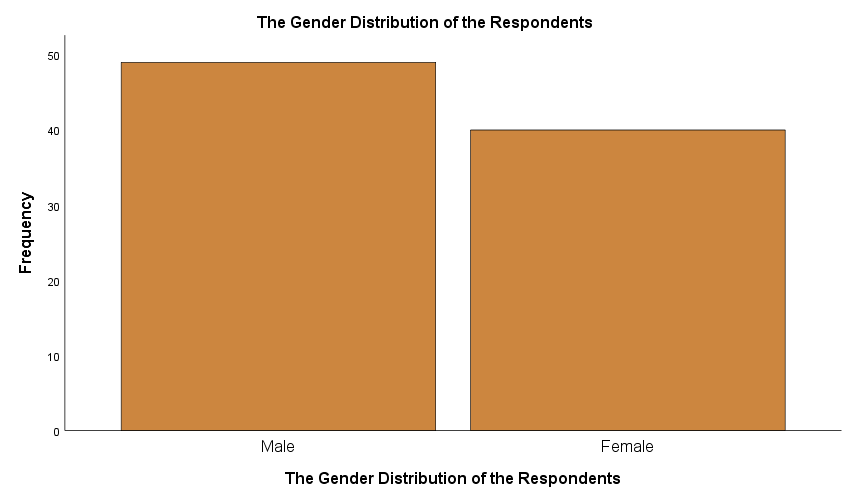 The Gender Distribution of the Respondents
50
40
30
20
10
0
Frequency
Male Female
The Gender Distribution of the Respondents